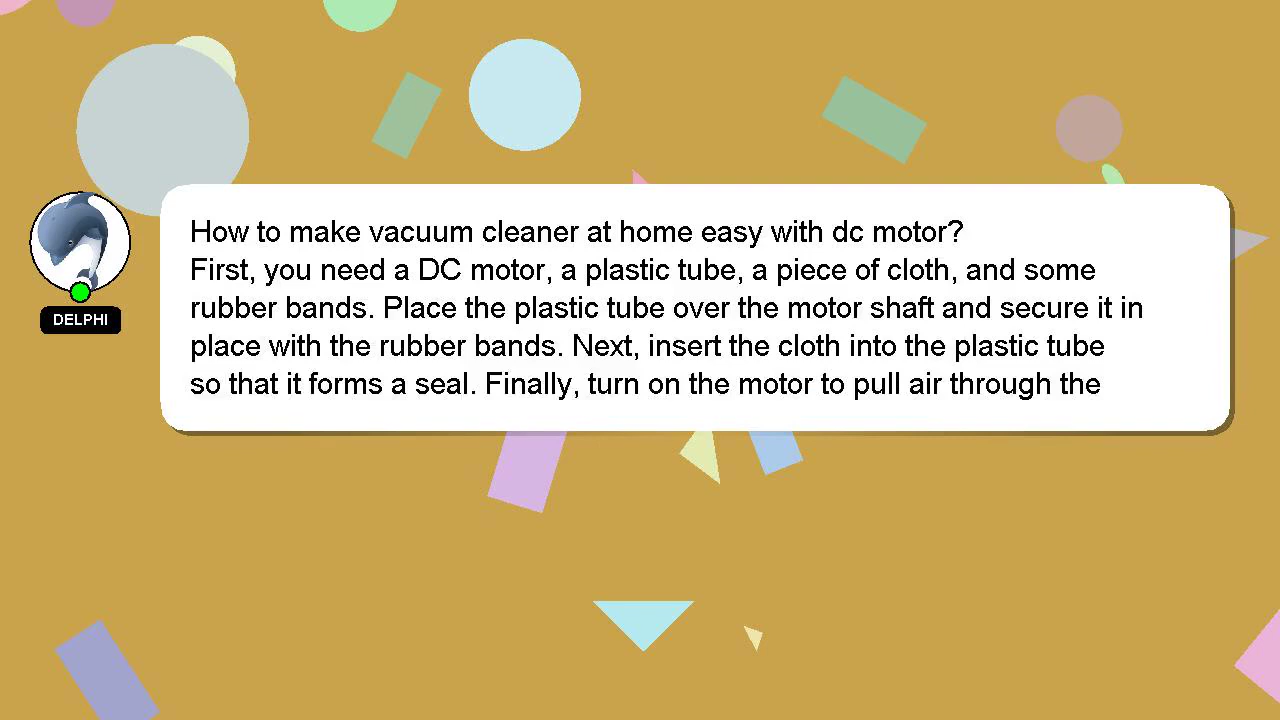 How to make vacuum cleaner at home easy with dc motor?
First, you need a DC motor, a plastic tube, a piece of cloth, and some
rubber bands. Place the plastic tube over the motor shaft and secure it in
place with the rubber bands. Next, insert the cloth into the plastic tube
so that it forms a seal. Finally, turn on the motor to pull air through the
DELPHI